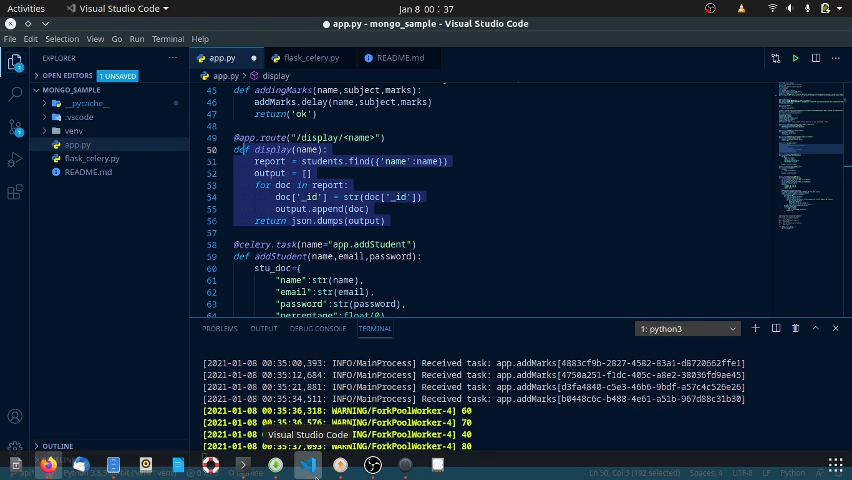 Activities
Visual Studio Code
Jan 8 00:37
app.py - mongo_sample - Visual Studio Code
File Edit Selection View Go Run Terminal Help
EXPLORER
app.py
flask_celery.py
README.md
OPEN EDITORS 1 UNSAVED
app.py > display
MONGO_SAMPLE
__pycache__
.vscode
venv
app.py
flask_celery.py
README.md
45 def addingMarks(name,subject,marks):
46 addMarks.delay(name,subject,marks)
47 return('ok')
48
49 @app.route("/display/<name>")
50 def display(name):
51 report = students.find({'name':name})
52 output = []
53 for doc in report:
54 doc['_id'] = str(doc['_id'])
55 output.append(doc)
56 return json.dumps(output)
57
58 @celery.task(name="app.addStudent")
59 def addStudent(name,email,password):
60 stu_doc={
61 "name":str(name),
62 "email":str(email),
63 "password":str(password),
64 "percentage":float(0)
PROBLEMS OUTPUT DEBUG CONSOLE TERMINAL
1: python3
[2021-01-08 00:35:00,393: INFO/MainProcess] Received task: app.addMarks[4883cf9b-2827-4582-83a1-d8720662ffe1]
[2021-01-08 00:35:12,684: INFO/MainProcess] Received task: app.addMarks[4750a251-f1dc-405c-a8e2-38036fd9ae45]
[2021-01-08 00:35:21,881: INFO/MainProcess] Received task: app.addMarks[d3fa4840-c5e3-46b6-9bdf-a57c4c526e26]
[2021-01-08 00:35:34,511: INFO/MainProcess] Received task: app.addMarks[b0448c6c-b488-4e61-a51b-967d88c31b30]
[2021-01-08 00:35:36,318: WARNING/ForkPoolWorker-4] 60
[2021-01-08 00:35:36,576: WARNING/ForkPoolWorker-4] 70
WARNING/ForkPoolWorker-4] 40
[2021-01-08 00:35:37,093: WARNING/ForkPoolWorker-4] 80
Visual Studio Code
OUTLINE
Ln 50, Col 3 (192 selected) Spaces: 4 UTF-8 LF Python